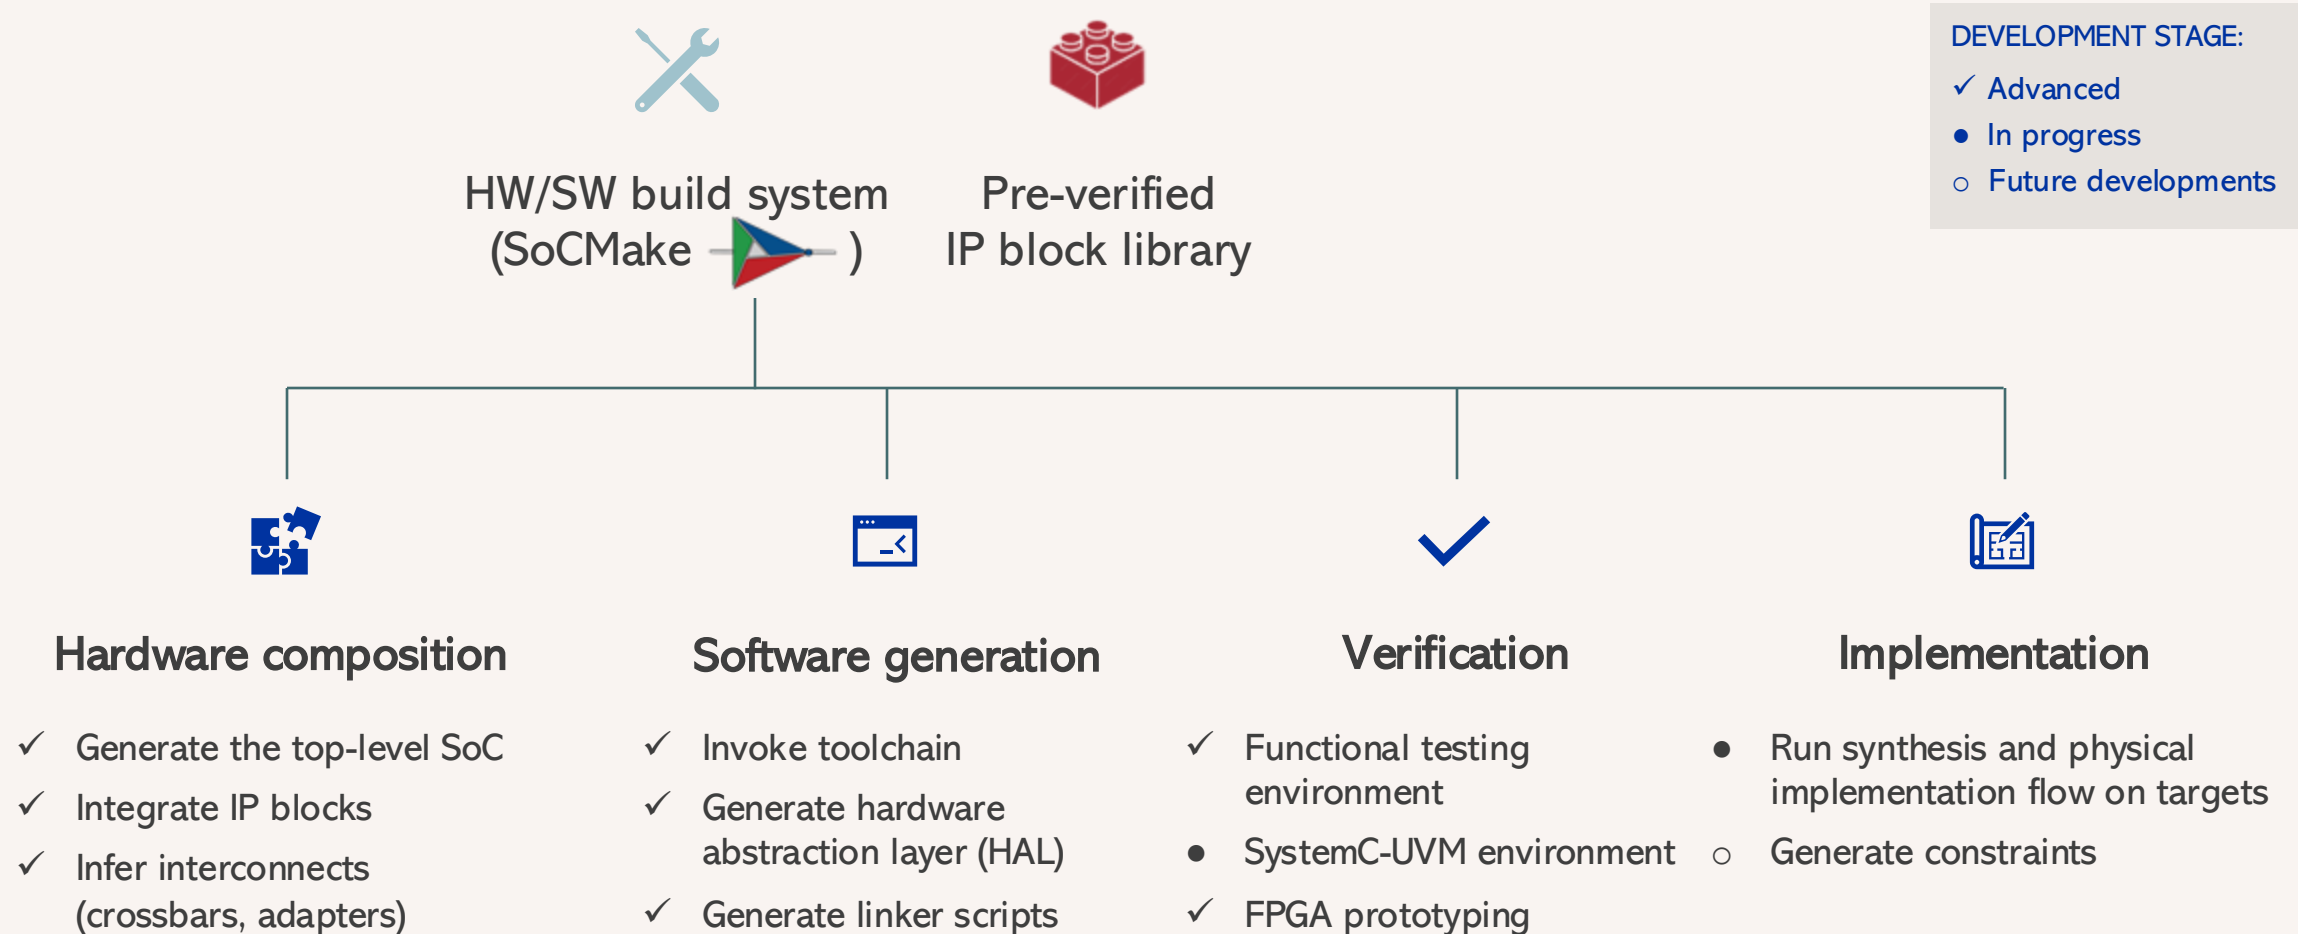 DEVELOPMENT STAGE:
✓ Advanced
● In progress
○ Future developments
HW/SW build system
(SoCMake )
Pre-verified
IP block library
Hardware composition
✓ Generate the top-level SoC
✓ Integrate IP blocks
✓ Infer interconnects
(crossbars, adapters)
Software generation
✓ Invoke toolchain
✓ Generate hardware
abstraction layer (HAL)
✓ Generate linker scripts
Verification
✓ Functional testing
environment
● SystemC-UVM environment
✓ FPGA prototyping
Implementation
● Run synthesis and physical
implementation flow on targets
○ Generate constraints